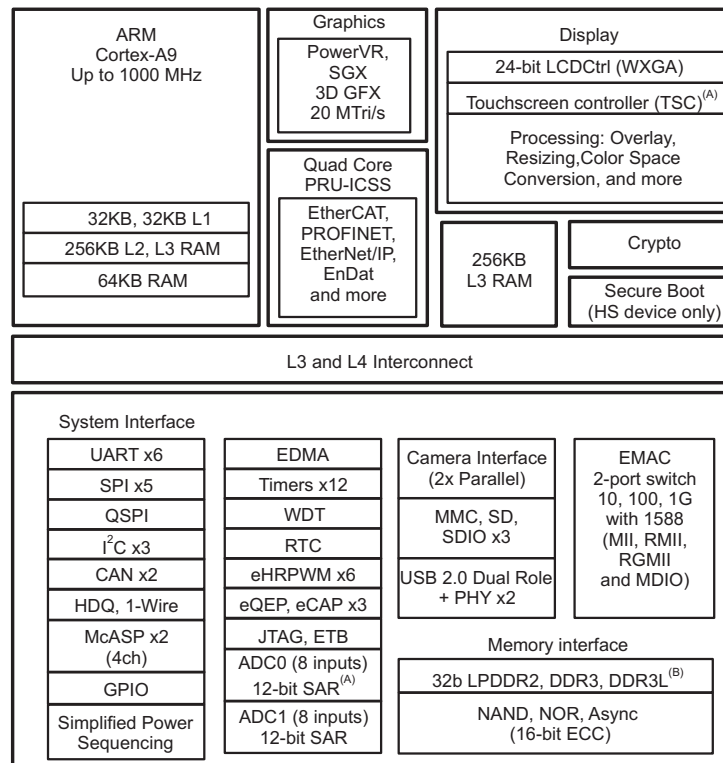 ARM
Cortex-A9
Up to 1000 MHz
32KB, 32KB L1
256KB L2, L3 RAM
64KB RAM
Graphics
PowerVR,
SGX
3D GFX
20 MTri/s
Quad Core
PRU-ICSS
EtherCAT,
PROFINET,
EtherNet/IP,
EnDat
and more
Display
24-bit LCDCtrl (WXGA)
Touchscreen controller (TSC)(A)
Processing: Overlay,
Resizing,Color Space
Conversion, and more
256KB
L3 RAM
Crypto
Secure Boot
(HS device only)
L3 and L4 Interconnect
System Interface
UART x6
SPI x5
QSPI
I2C x3
CAN x2
HDQ, 1-Wire
McASP x2
(4ch)
GPIO
Simplified Power
Sequencing
EDMA
Timers x12
WDT
RTC
eHRPWM x6
eQEP, eCAP x3
JTAG, ETB
ADC0 (8 inputs)
12-bit SAR(A)
ADC1 (8 inputs)
12-bit SAR
Camera Interface
(2x Parallel)
MMC, SD,
SDIO x3
USB 2.0 Dual Role
+ PHY x2
EMAC
2-port switch
10, 100, 1G
with 1588
(MII, RMII,
RGMII
and MDIO)
Memory interface
32b LPDDR2, DDR3, DDR3L(B)
NAND, NOR, Async
(16-bit ECC)